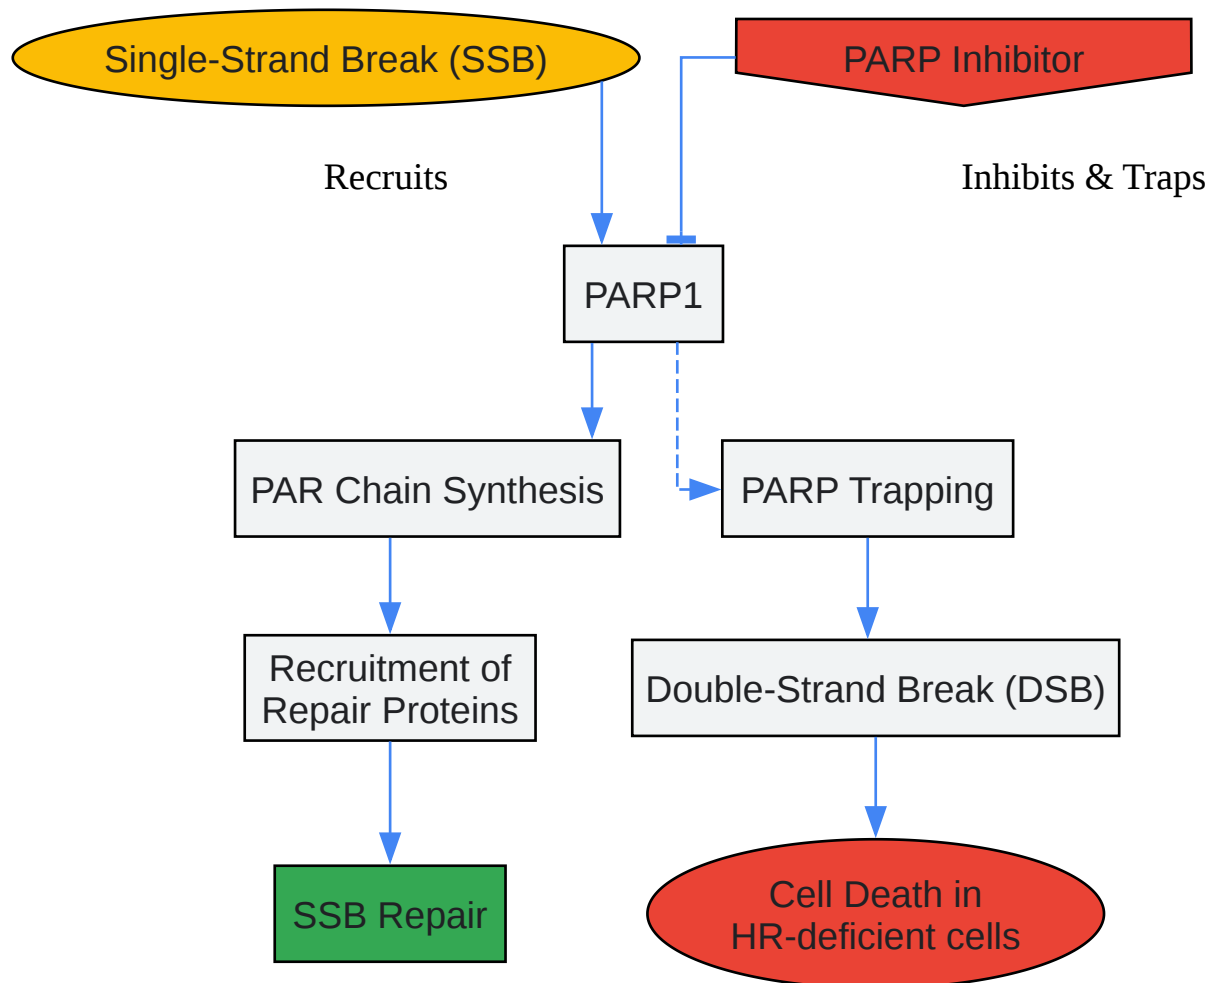 Single-Strand Break (SSB)
PARP Inhibitor
Recruits
Inhibits & Traps
PARP1
PAR Chain Synthesis
PARP Trapping
Recruitment of
Repair Proteins
Double-Strand Break (DSB)
SSB Repair
Cell Death in
HR-deficient cells